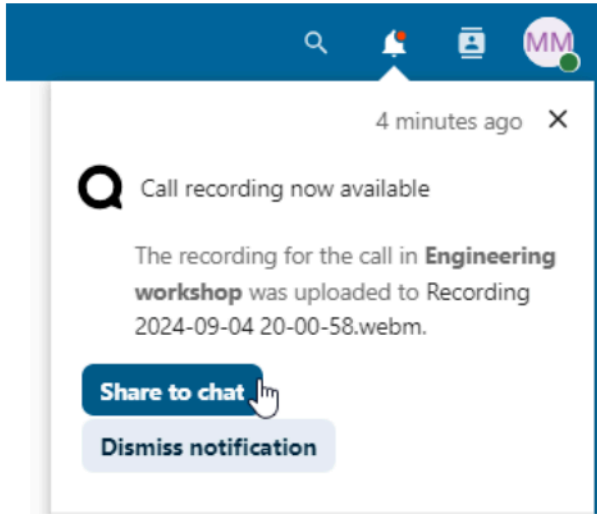 MM
4 minutes ago
Call recording now available
The recording for the call in Engineering
workshop was uploaded to Recording
2024-09-04 20-00-58.webm.
Share to chat
Dismiss notification